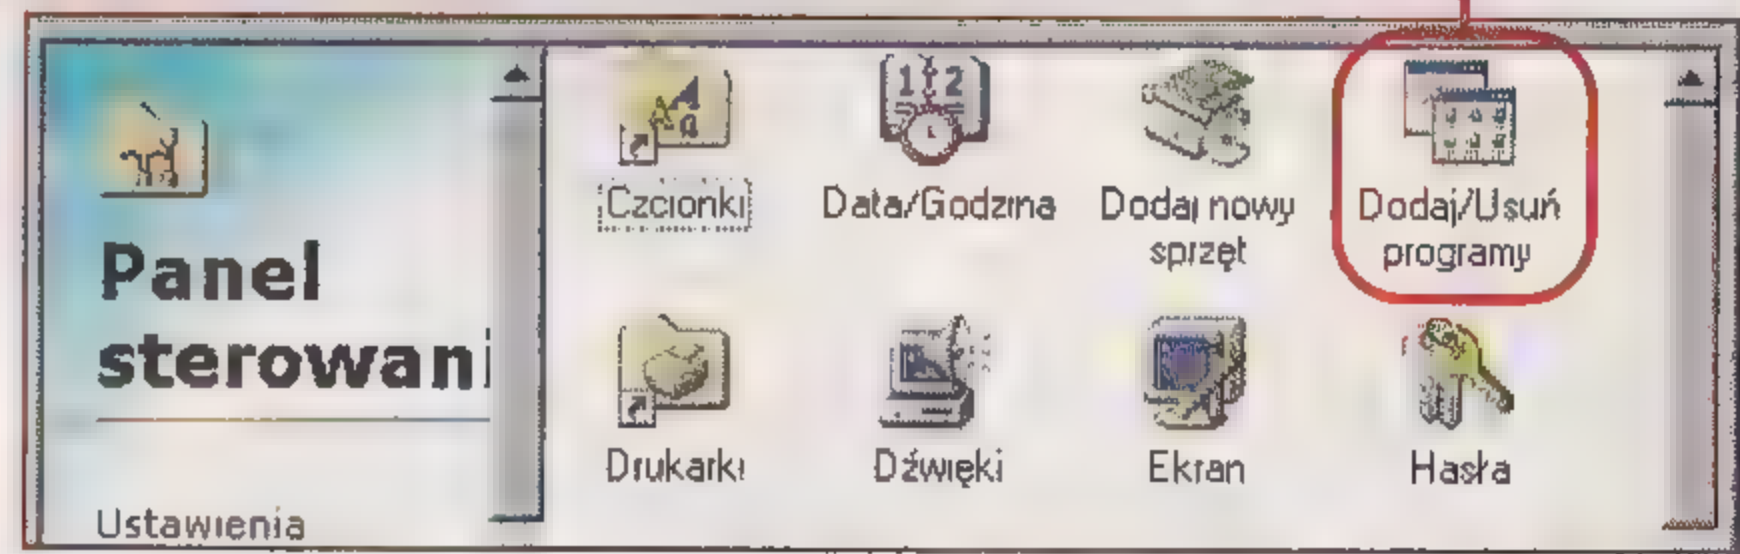 Panel
sterowani
Ustawienia
Czcionki
Data/Godzina
Dodaj nowy
sprzęt
Dodaj/Usuń
programy
Drukarki
Dźwięki
Ekran
Hasła